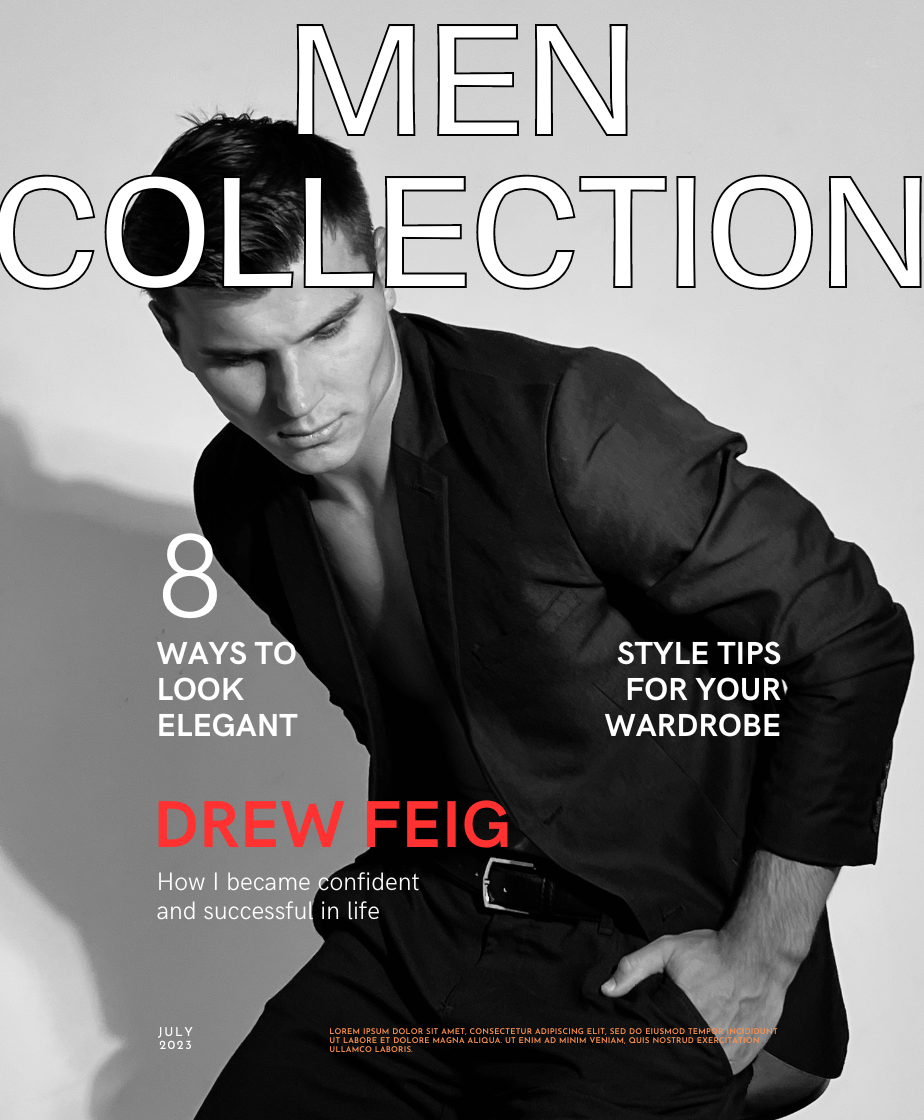 MEN
COLLECTION
8
WAYS TO
LOOK
ELEGANT
STYLE TIPS
FOR YOUR
WARDROBE
DREW FEIG
How I became confident
and successful in life
JULY
2023
LOREM IPSUM DOLOR SIT AMET, CONSECTETUR ADIPISCING ELIT, SED DO EIUSMOD TEMPOR INCIDIDUNT
UT LABORE ET DOLORE MAGNA ALIQUA. UT ENIM AD MINIM VENIAM, QUIS NOSTRUD EXERCITATION
ULLAMCO LABORIS.